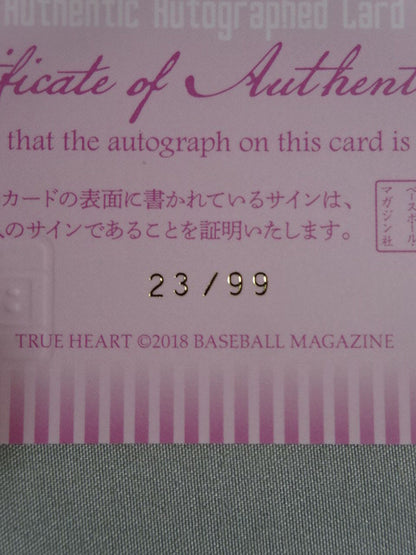 Authentic Autographed Card
ificate of Authent
that the autograph on this card is
カードの表面に書かれているサインは、
人のサインであることを証明いたします。
ベースボール・
マガジン社
23/99
TRUE HEART ©2018 BASEBALL MAGAZINE